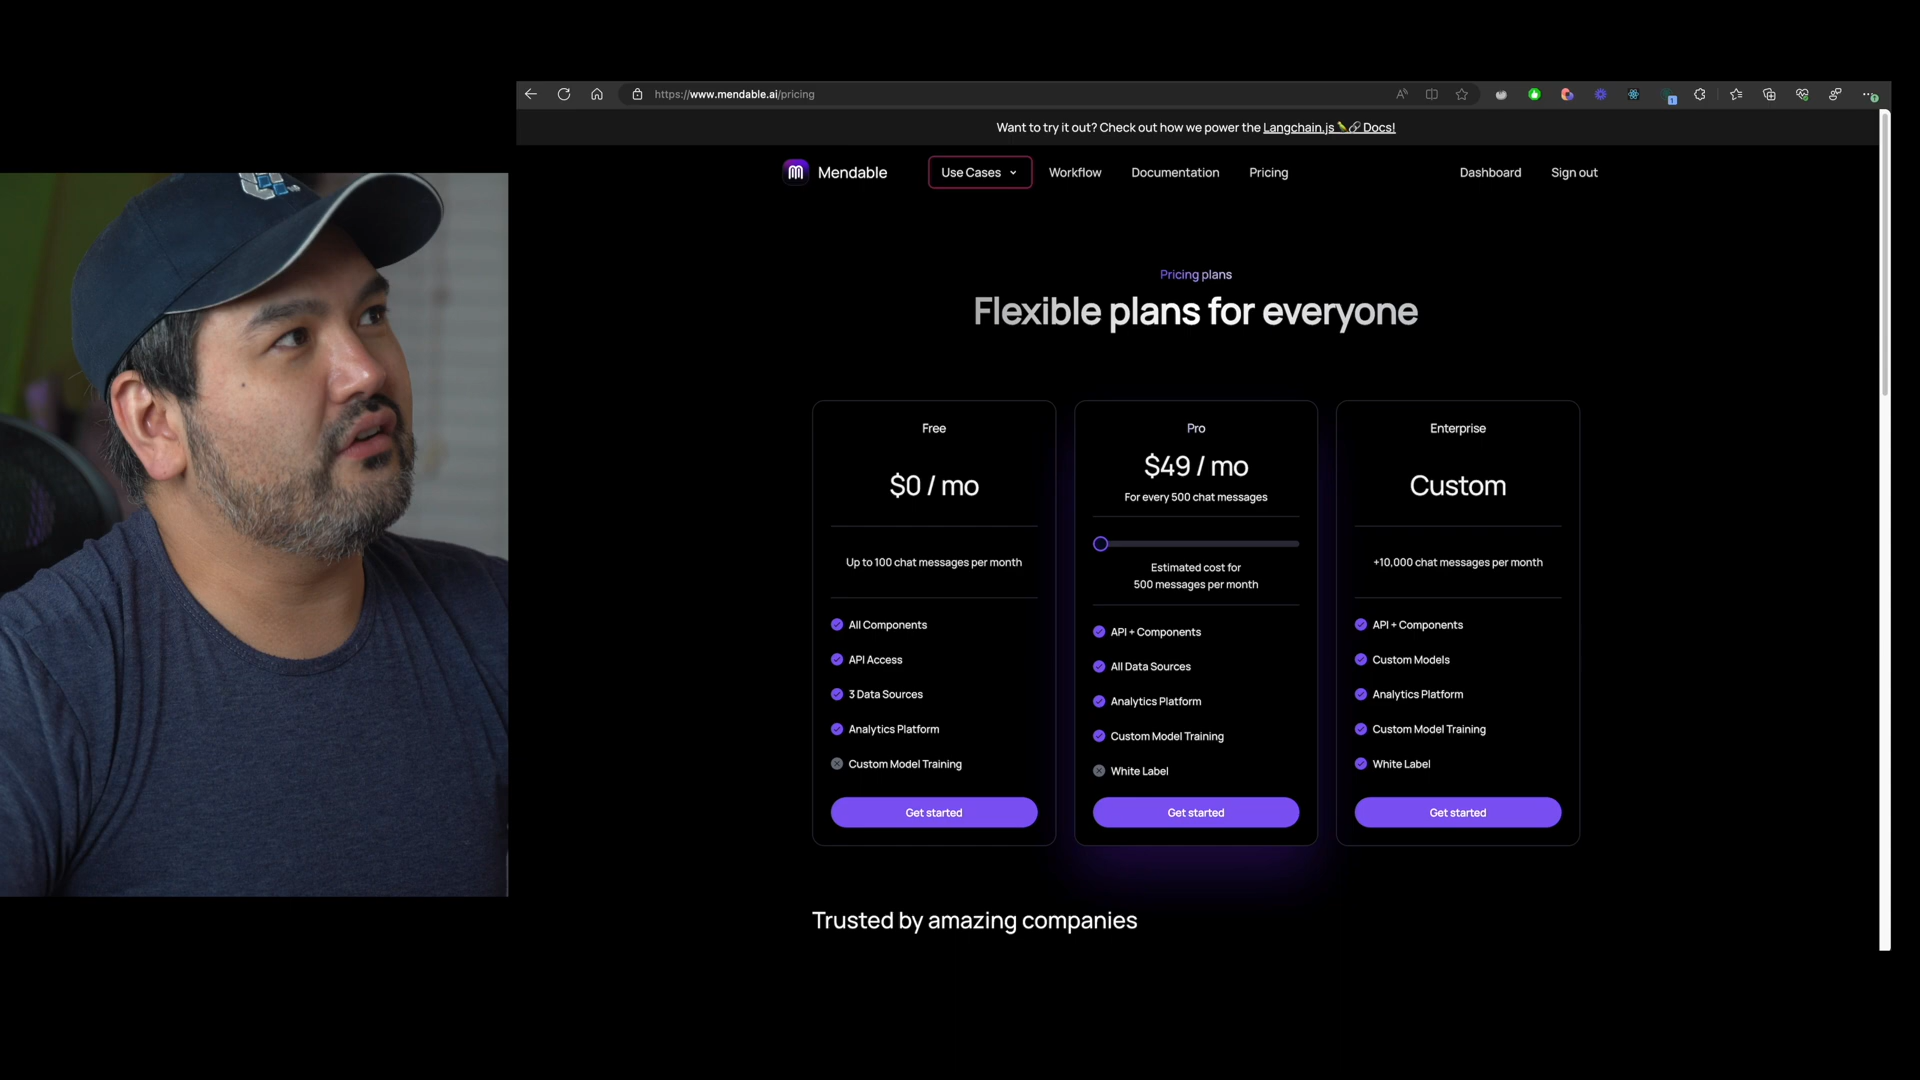 https://www.mendable.ai/pricing
Want to try it out? Check out how we power the Langchain.js 🦜🔗 Docs!
Mendable
Use Cases
Workflow
Documentation
Pricing
Dashboard
Sign out
Pricing plans
Flexible plans for everyone
Free
$0 / mo
Up to 100 chat messages per month
All Components
API Access
3 Data Sources
Analytics Platform
Custom Model Training
Get started
Pro
$49 / mo
For every 500 chat messages
Estimated cost for
500 messages per month
API + Components
All Data Sources
Analytics Platform
Custom Model Training
White Label
Get started
Enterprise
Custom
+10,000 chat messages per month
API + Components
Custom Models
Analytics Platform
Custom Model Training
White Label
Get started
Trusted by amazing companies